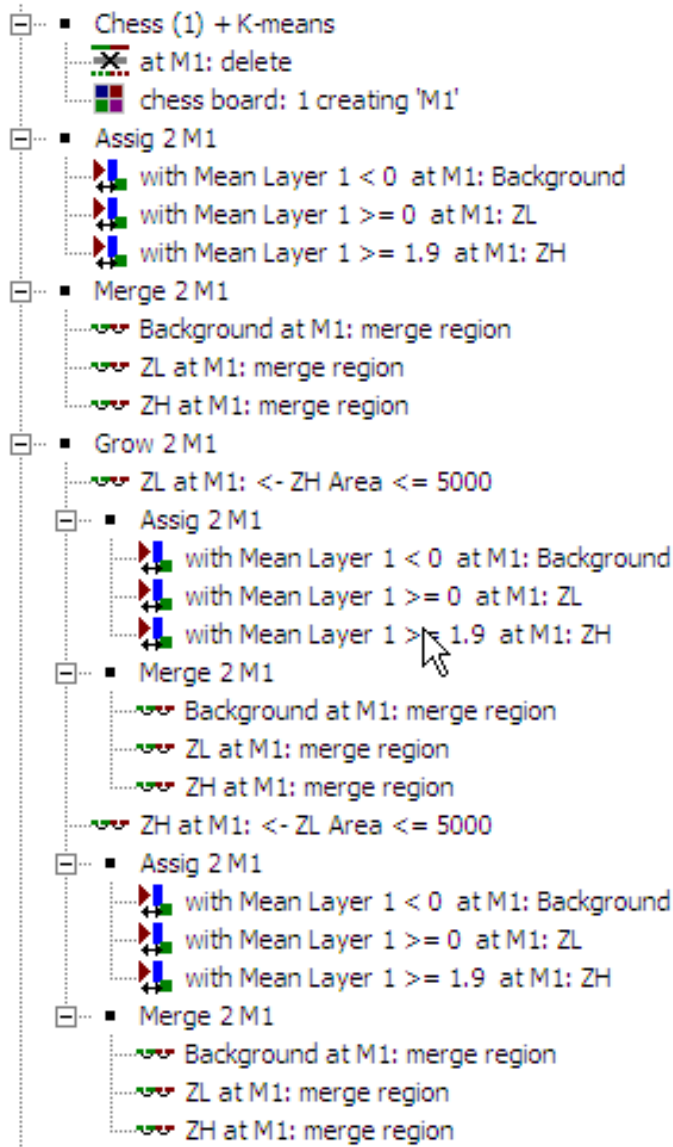 Chess (1) + K-means
at M1: delete
chess board: 1 creating 'M1'
Assig 2 M1
with Mean Layer 1 < 0 at M1: Background
with Mean Layer 1 >= 0 at M1: ZL
with Mean Layer 1 >= 1.9 at M1: ZH
Merge 2 M1
Background at M1: merge region
ZL at M1: merge region
ZH at M1: merge region
Grow 2 M1
ZL at M1: <- ZH Area <= 5000
Assig 2 M1
with Mean Layer 1 < 0 at M1: Background
with Mean Layer 1 >= 0 at M1: ZL
with Mean Layer 1 >= 1.9 at M1: ZH
Merge 2 M1
Background at M1: merge region
ZL at M1: merge region
ZH at M1: merge region
ZH at M1: <- ZL Area <= 5000
Assig 2 M1
with Mean Layer 1 < 0 at M1: Background
with Mean Layer 1 >= 0 at M1: ZL
with Mean Layer 1 >= 1.9 at M1: ZH
Merge 2 M1
Background at M1: merge region
ZL at M1: merge region
ZH at M1: merge region